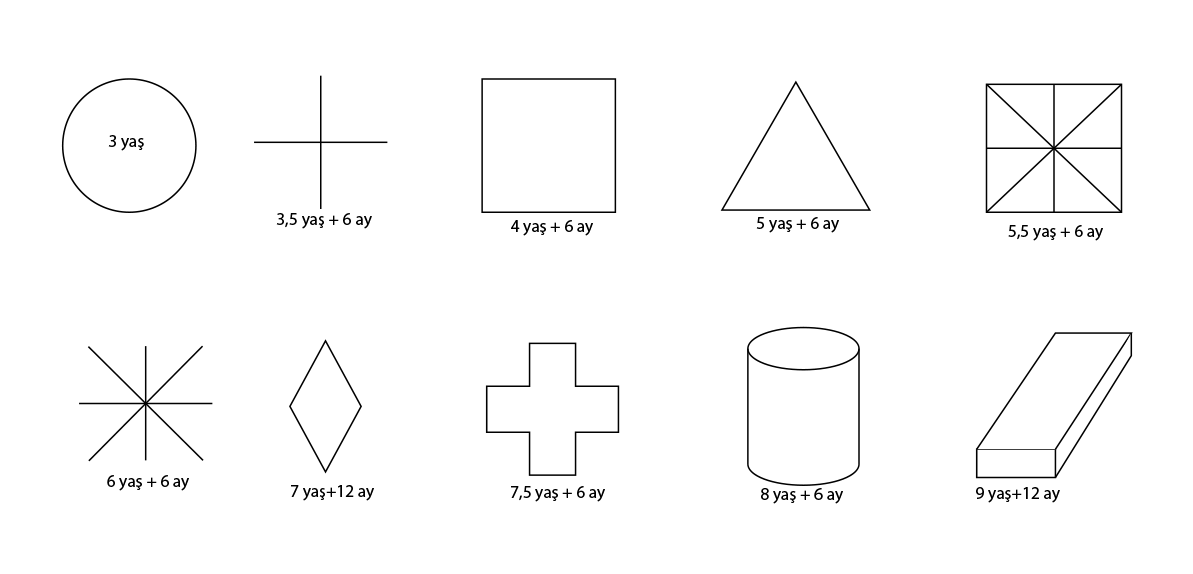 3 yaş
3,5 yaş + 6 ay
4 yaş + 6 ay
5 yaş + 6 ay
5,5 yaş + 6 ay
6 yaş + 6 ay
7 yaş+12 ay
7,5 yaş + 6 ay
8 yaş + 6 ay
9 yaş+12 ay